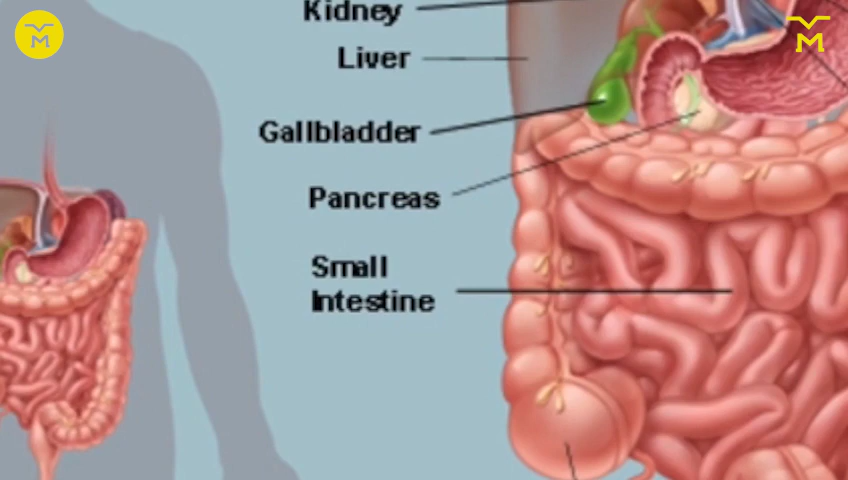 M
M
Kidney
Liver
Gallbladder
Pancreas
Small
Intestine